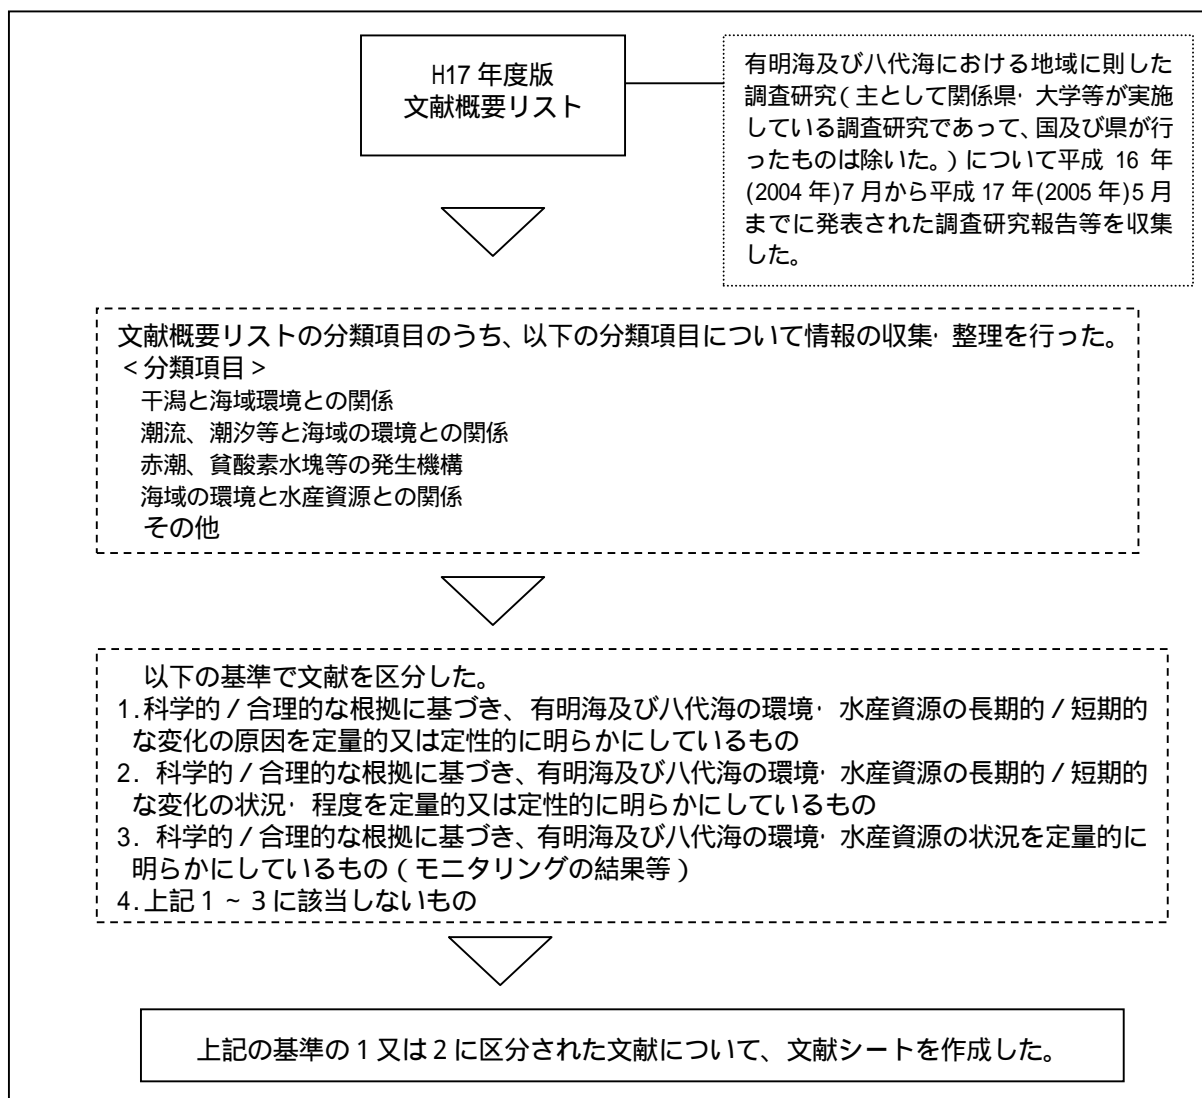 H17 年度版
文献概要リスト
有明海及び八代海における地域に則した
調査研究(主として関係県・大学等が実施
している調査研究であって、国及び県が行
ったものは除いた。)について平成 16 年
(2004 年)7 月から平成 17 年(2005 年)5 月
までに発表された調査研究報告等を収集
した。
文献概要リストの分類項目のうち、以下の分類項目について情報の収集・整理を行った。
<分類項目>
干潟と海域環境との関係
潮流、潮汐等と海域の環境との関係
赤潮、貧酸素水塊等の発生機構
海域の環境と水産資源との関係
その他
以下の基準で文献を区分した。
1.科学的/合理的な根拠に基づき、有明海及び八代海の環境・水産資源の長期的/短期的
な変化の原因を定量的又は定性的に明らかにしているもの
2. 科学的/合理的な根拠に基づき、有明海及び八代海の環境・水産資源の長期的/短期的
な変化の状況・程度を定量的又は定性的に明らかにしているもの
3. 科学的/合理的な根拠に基づき、有明海及び八代海の環境・水産資源の状況を定量的に
明らかにしているもの(モニタリングの結果等)
4.上記1~3に該当しないもの
上記の基準の1又は2に区分された文献について、文献シートを作成した。